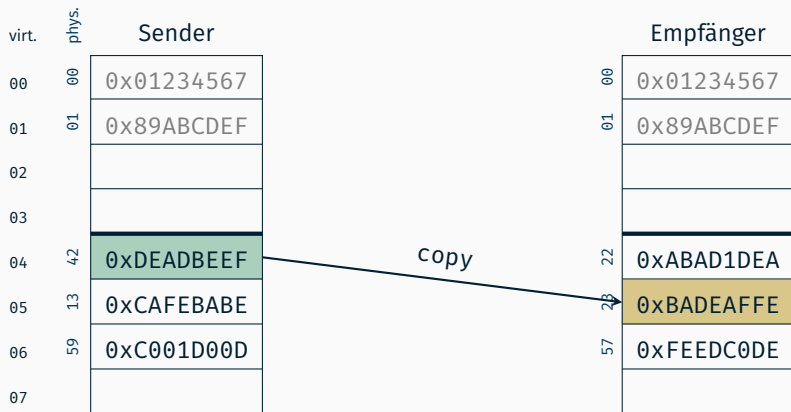 virt. phys. Sender Empfänger
00 00 0x01234567 00 0x01234567
01 01 0x89ABCDEF 01 0x89ABCDEF
02
03
copy
04 42 0xDEADBEEF 22 0xABAD1DEA
05 13 0xCAFEBABE 23 0xBADEAFFE
06 59 0xC001D00D 57 0xFEEDC0DE
07